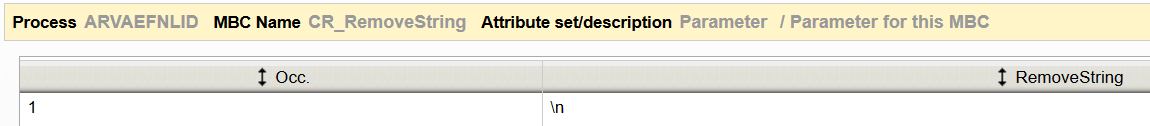 Process ARVAEFNLID MBC Name CR_RemoveString Attribute set/description Parameter / Parameter for this MBC
Occ. RemoveString
1 \n